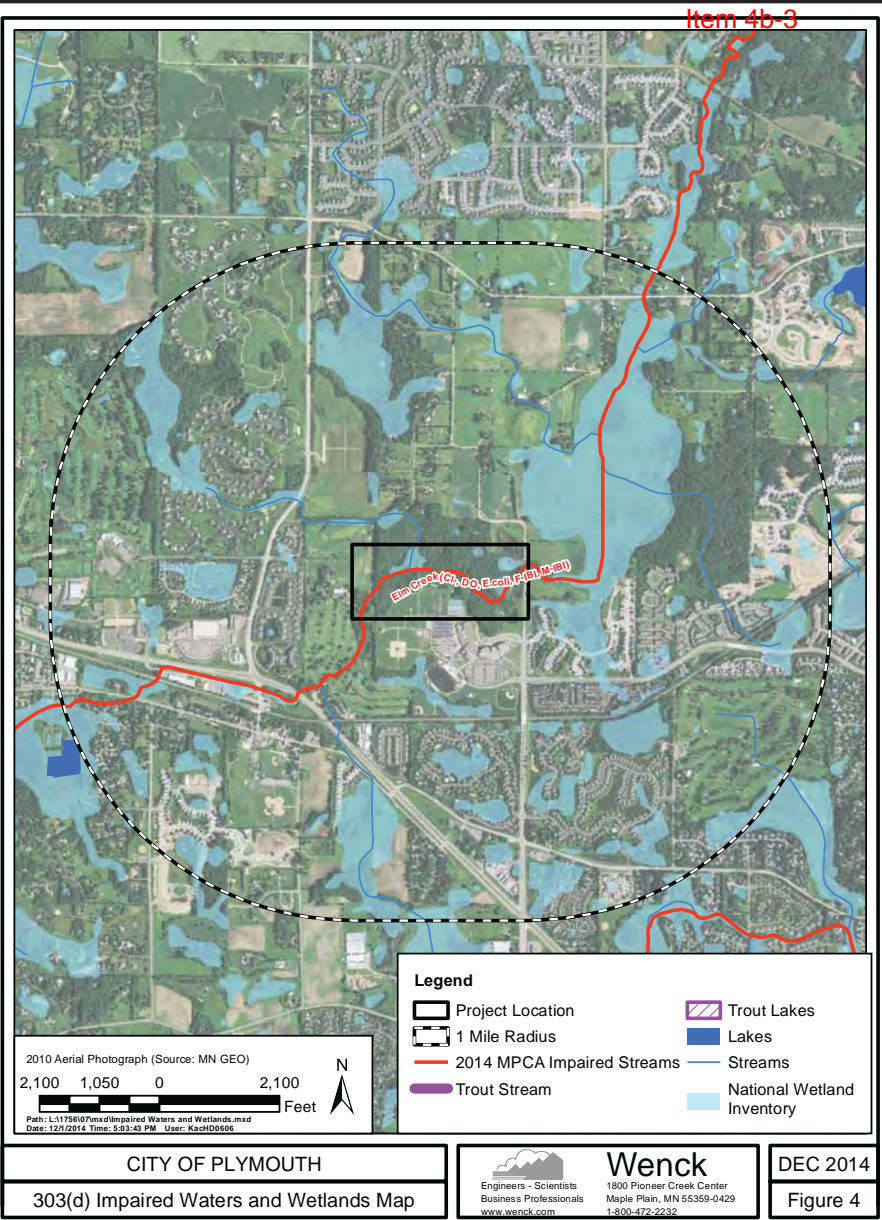 Item 4b-3
Elm Creek (CL, DO, E.coli, F-IBI, M-IBI)
Legend
Project Location
1 Mile Radius
2014 MPCA Impaired Streams
Trout Stream
Trout Lakes
Lakes
Streams
National Wetland
Inventory
2010 Aerial Photograph (Source: MN GEO)
N
2,100 1,050 0 2,100
Feet
Path: L:\1756\07\mxd\Impaired Waters and Wetlands.mxd
Date: 12/1/2014 Time: 5:03:43 PM User: KacHD0606
CITY OF PLYMOUTH
303(d) Impaired Waters and Wetlands Map
Engineers - Scientists
Business Professionals
www.wenck.com
Wenck
1800 Pioneer Creek Center
Maple Plain, MN 55359-0429
1-800-472-2232
DEC 2014
Figure 4